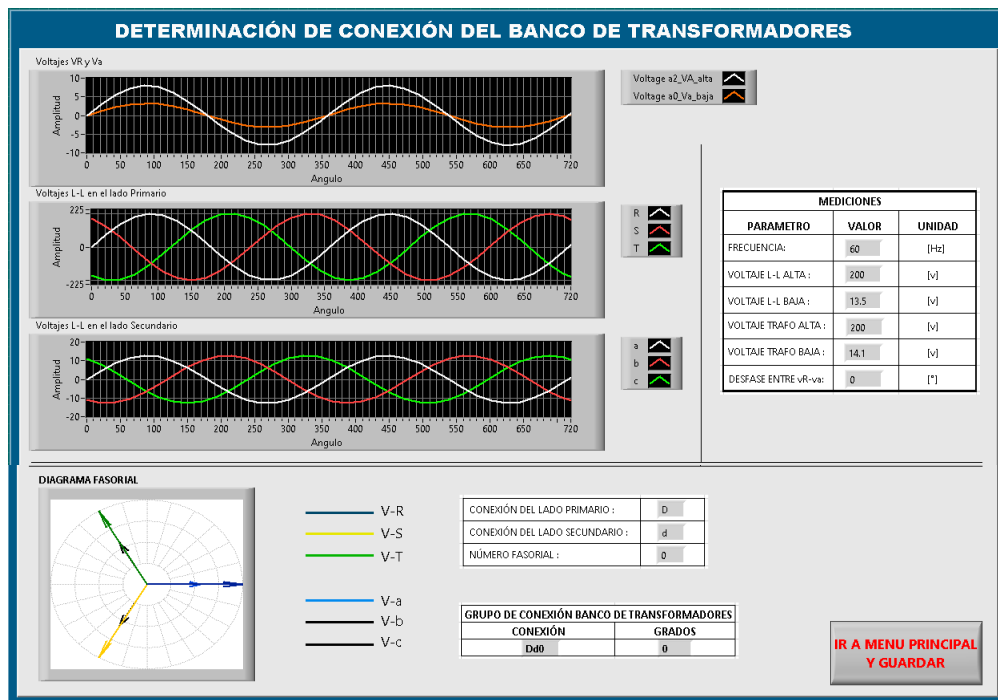 DETERMINACIÓN DE CONEXIÓN DEL BANCO DE TRANSFORMADORES
Voltajes VR y Va
Amplitud
10
5
0
-5
-10
0 50 100 150 200 250 300 350 400 450 500 550 600 650 720
Angulo
Voltage a2_VA_alta
Voltage a0_Va_baja
Voltajes L-L en el lado Primario
Amplitud
225
0
-225
0 50 100 150 200 250 300 350 400 450 500 550 600 650 720
Angulo
R
S
T
Voltajes L-L en el lado Secundario
Amplitud
20
10
0
-10
-20
0 50 100 150 200 250 300 350 400 450 500 550 600 650 720
Angulo
a
b
c
MEDICIONES
PARAMETRO VALOR UNIDAD
FRECUENCIA: 60 [Hz]
VOLTAJE L-L ALTA : 200 [v]
VOLTAJE L-L BAJA : 13.5 [v]
VOLTAJE TRAFO ALTA : 200 [v]
VOLTAJE TRAFO BAJA : 14.1 [v]
DESFASE ENTRE vR-va: 0 [°]
DIAGRAMA FASORIAL
V-R
V-S
V-T
V-a
V-b
V-c
CONEXIÓN DEL LADO PRIMARIO : D
CONEXIÓN DEL LADO SECUNDARIO : d
NÚMERO FASORIAL : 0
GRUPO DE CONEXIÓN BANCO DE TRANSFORMADORES
CONEXIÓN GRADOS
Dd0 0
IR A MENU PRINCIPAL
Y GUARDAR